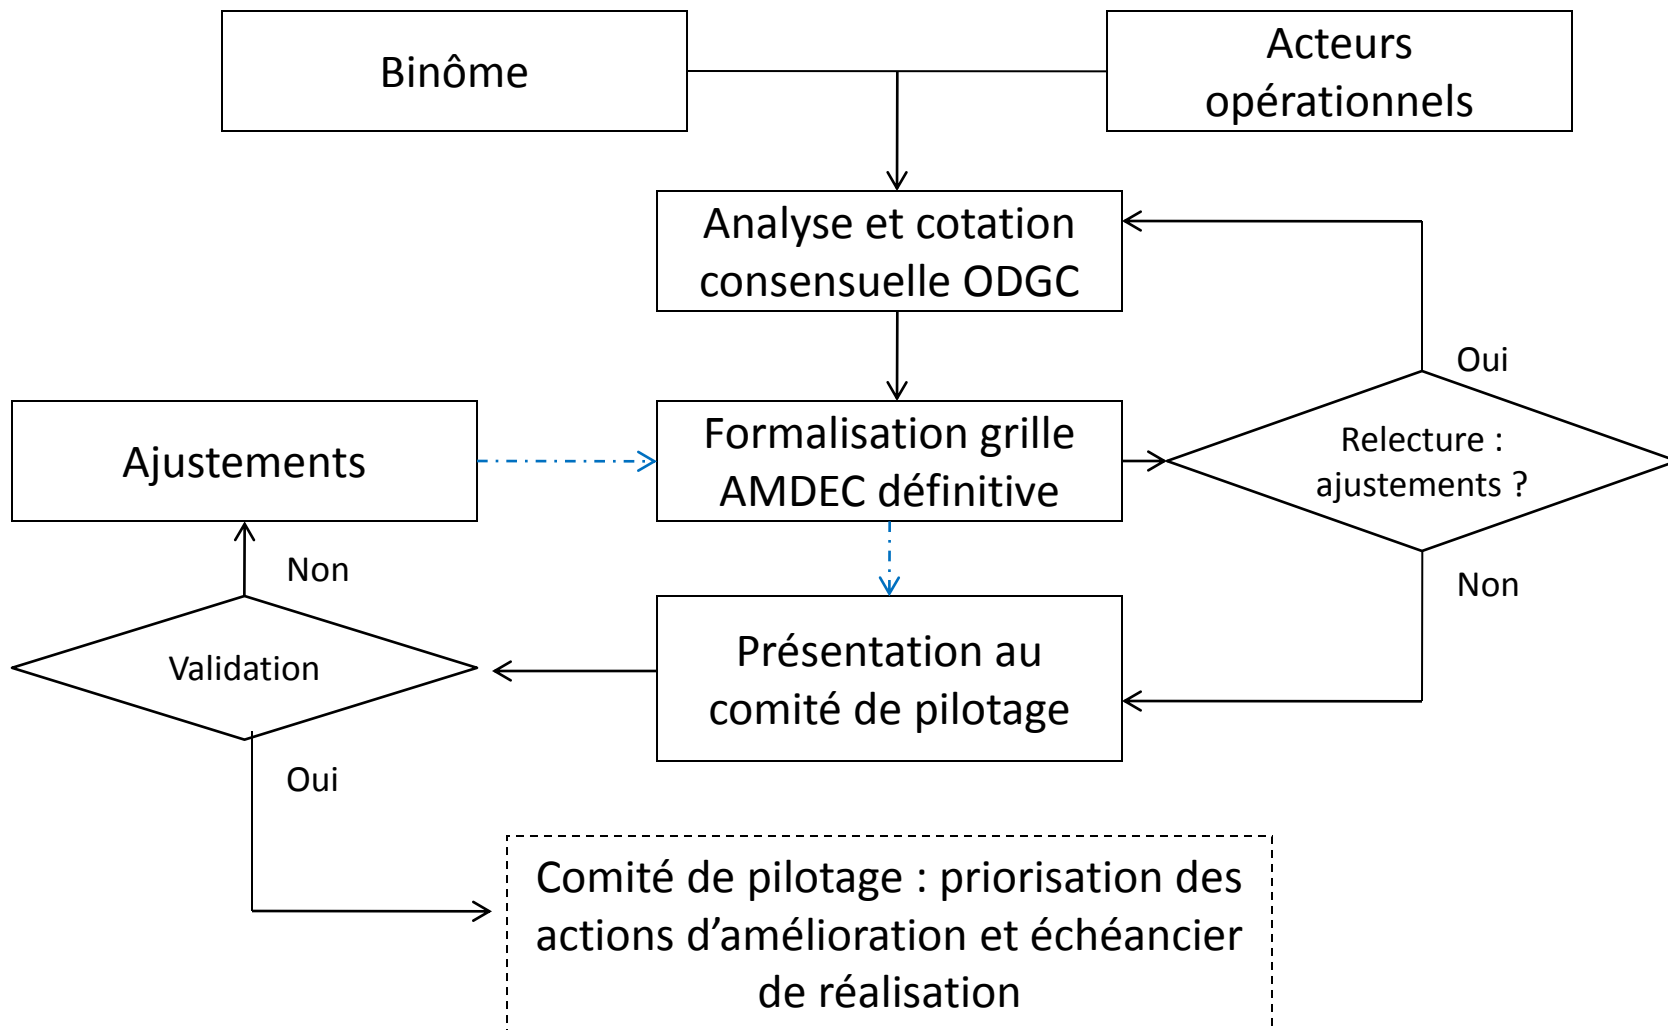 Binôme
Acteurs
opérationnels
Analyse et cotation
consensuelle ODGC
Oui
Ajustements
Formalisation grille
AMDEC définitive
Relecture :
ajustements ?
Non
Non
Validation
Présentation au
comité de pilotage
Oui
Comité de pilotage : priorisation des
actions d’amélioration et échéancier
de réalisation